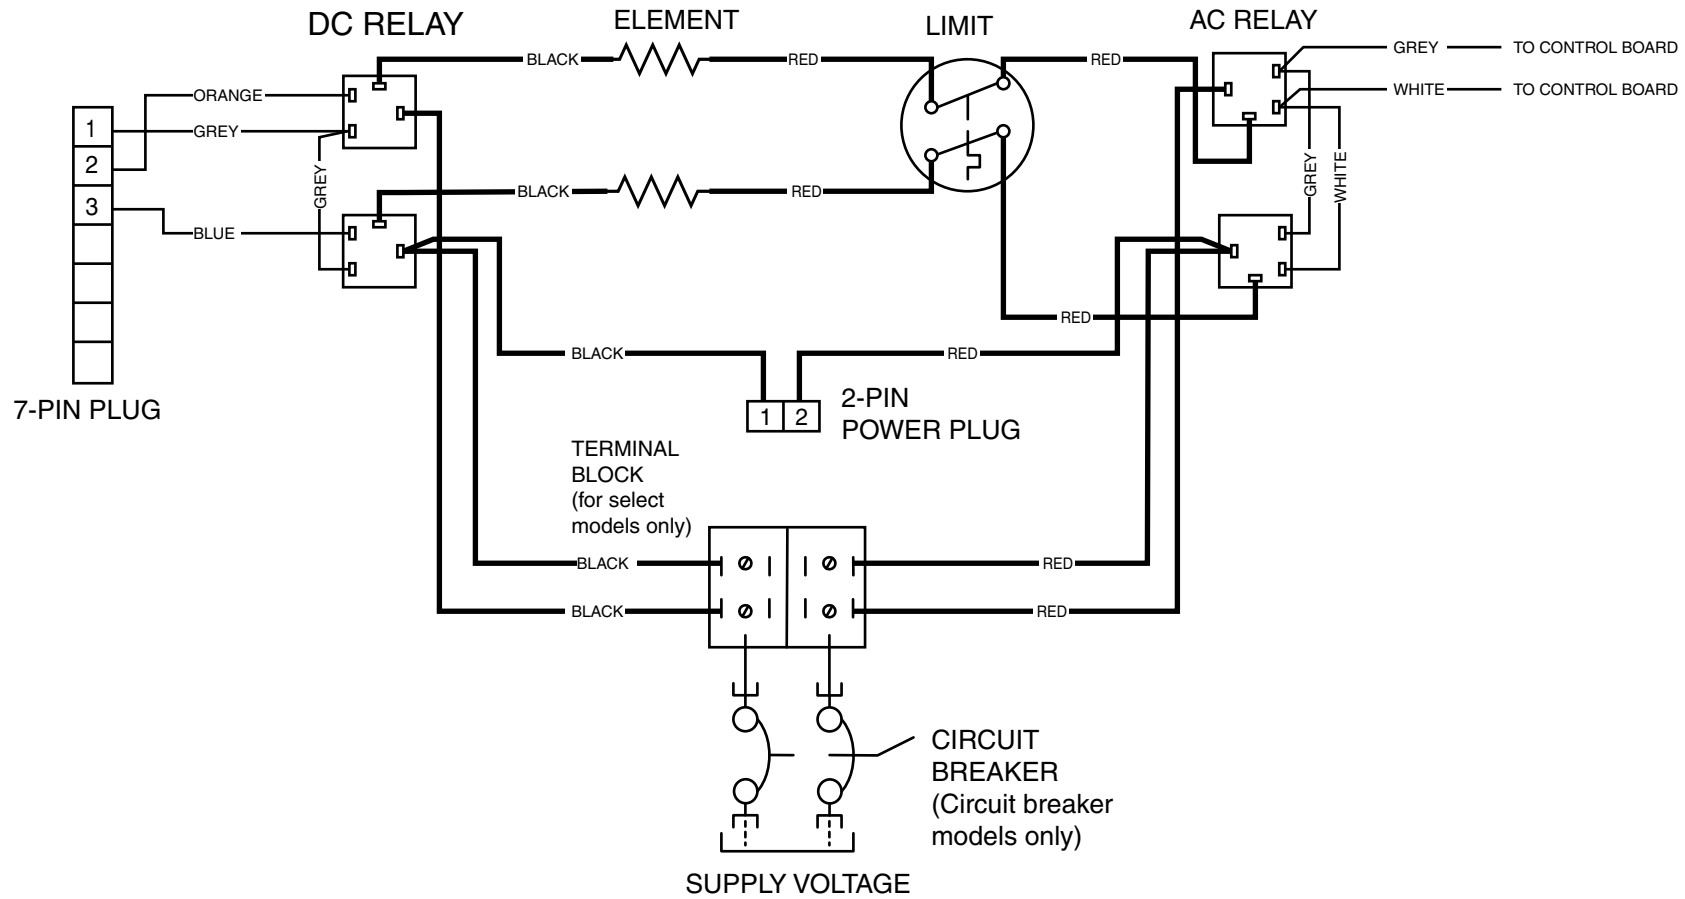 DC RELAY
ELEMENT
LIMIT
AC RELAY
BLACK
RED
RED
GREY
TO CONTROL BOARD
WHITE
TO CONTROL BOARD
ORANGE
1
GREY
2
GREY
3
BLUE
BLACK
RED
GREY
WHITE
RED
BLACK
RED
7-PIN PLUG
1
2
2-PIN
POWER PLUG
TERMINAL
BLOCK
(for select
models only)
BLACK
RED
BLACK
RED
CIRCUIT
BREAKER
(Circuit breaker
models only)
SUPPLY VOLTAGE